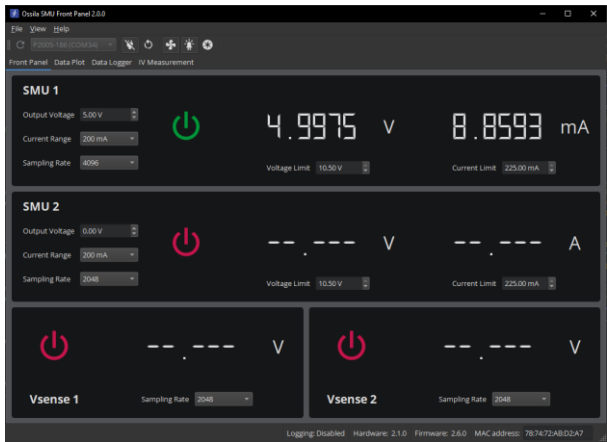 Ossila SMU Front Panel 2.0.0
File View Help
P2005-186 (COM34)
Front Panel Data Plot Data Logger IV Measurement
SMU 1
Output Voltage 5.00 V
Current Range 200 mA
Sampling Rate 4096
4.9975 V
8.8593 mA
Voltage Limit 10.50 V
Current Limit 225.00 mA
SMU 2
Output Voltage 0.00 V
Current Range 200 mA
Sampling Rate 2048
--.--- V
--.--- A
Voltage Limit 10.50 V
Current Limit 225.00 mA
--.--- V
Vsense 1
Sampling Rate 2048
--.--- V
Vsense 2
Sampling Rate 2048
Logging: Disabled Hardware: 2.1.0 Firmware: 2.6.0 MAC address: 78:74:72:AB:D2:A7